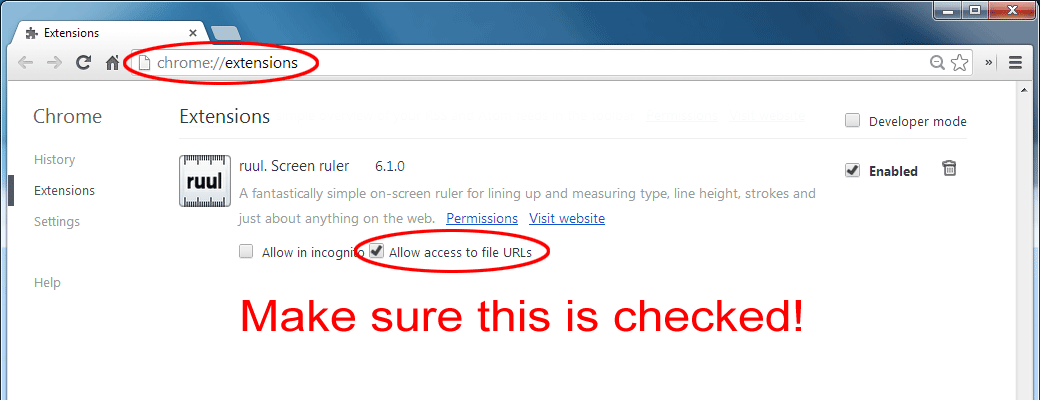 Extensions
chrome://extensions
»
Chrome
Extensions
Developer mode
History
Extensions
Settings
Help
ruul
ruul. Screen ruler 6.1.0
Enabled
A fantastically simple on-screen ruler for lining up and measuring type, line height, strokes and
just about anything on the web. Permissions Visit website
Allow in incognito Allow access to file URLs
Make sure this is checked!